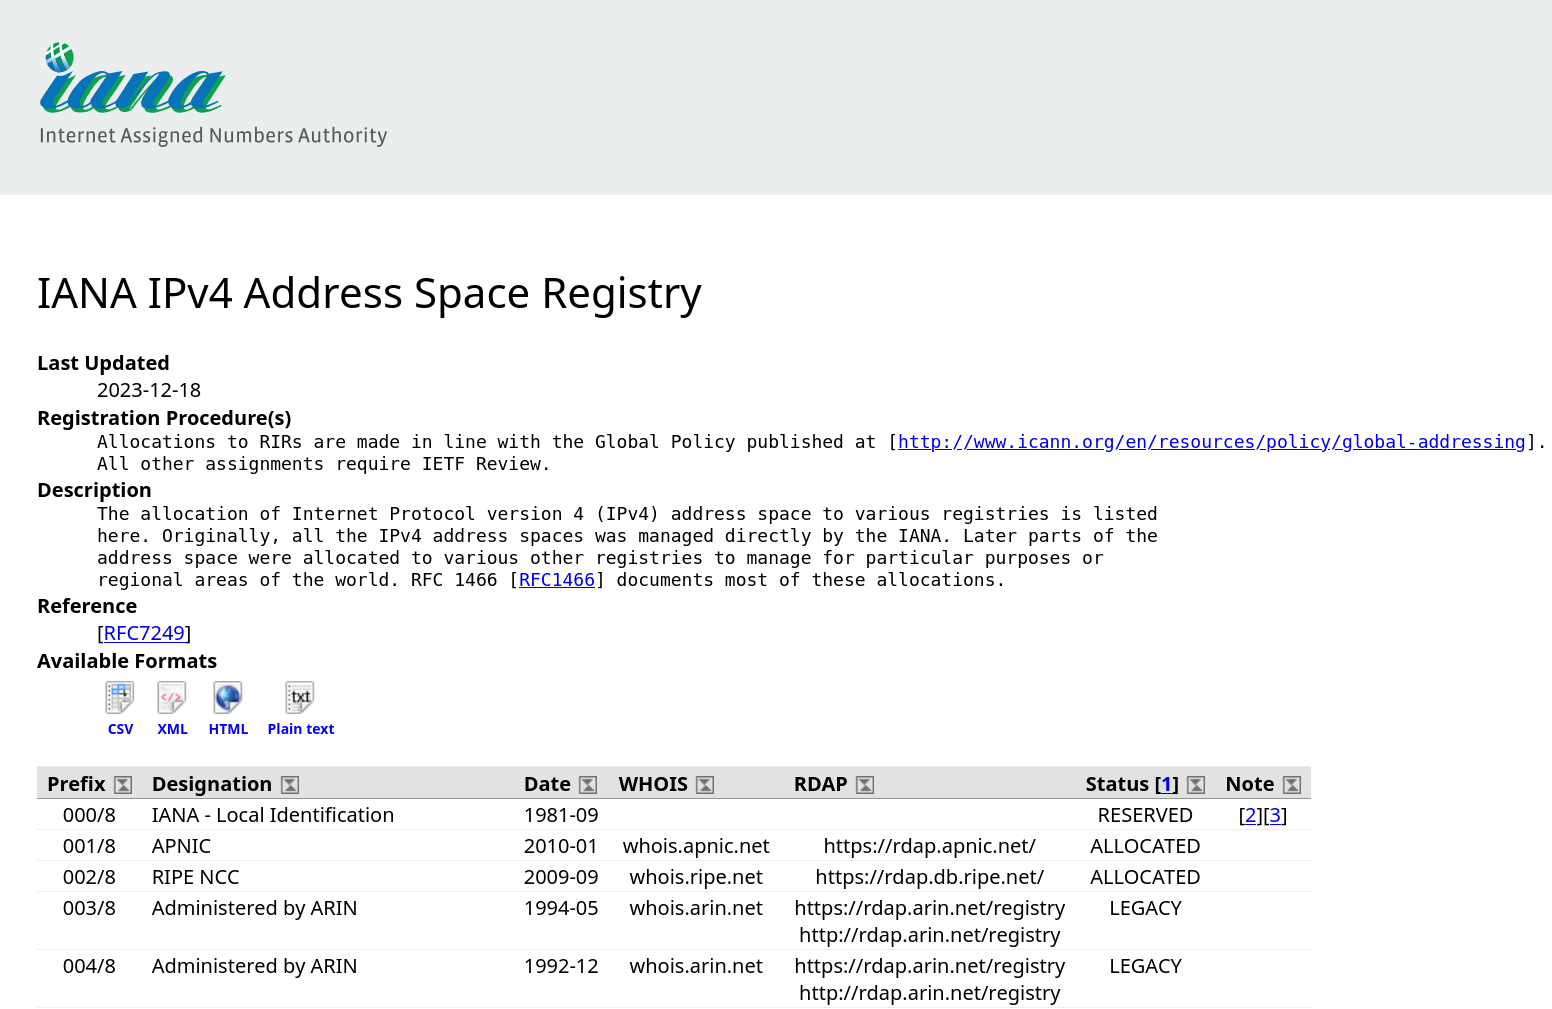 iana
Internet Assigned Numbers Authority
IANA IPv4 Address Space Registry
Last Updated
2023-12-18
Registration Procedure(s)
Allocations to RIRs are made in line with the Global Policy published at [http://www.icann.org/en/resources/policy/global-addressing].
All other assignments require IETF Review.
Description
The allocation of Internet Protocol version 4 (IPv4) address space to various registries is listed
here. Originally, all the IPv4 address spaces was managed directly by the IANA. Later parts of the
address space were allocated to various other registries to manage for particular purposes or
regional areas of the world. RFC 1466 [RFC1466] documents most of these allocations.
Reference
[RFC7249]
Available Formats
txt
CSV XML HTML Plain text
Prefix Designation Date WHOIS RDAP Status [1] Note
000/8 IANA - Local Identification 1981-09 RESERVED [2][3]
001/8 APNIC 2010-01 whois.apnic.net https://rdap.apnic.net/ ALLOCATED
002/8 RIPE NCC 2009-09 whois.ripe.net https://rdap.db.ripe.net/ ALLOCATED
003/8 Administered by ARIN 1994-05 whois.arin.net https://rdap.arin.net/registry LEGACY
http://rdap.arin.net/registry
004/8 Administered by ARIN 1992-12 whois.arin.net https://rdap.arin.net/registry LEGACY
http://rdap.arin.net/registry